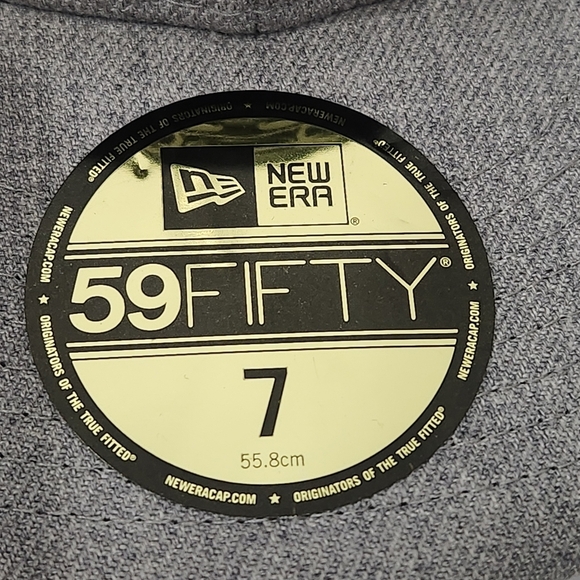 NEW
ERA®
59FIFTY®
7
55.8cm
NEWERACAP.COM ★ ORIGINATORS OF THE TRUE FITTED® ★ NEWERACAP.COM ★ ORIGINATORS OF THE TRUE FITTED® NEWERACAP.COM ★ ORIGINATORS OF THE TRUE FITTED® NEWERACAP.COM ★ ORIGINATORS OF THE TRUE FITTED®